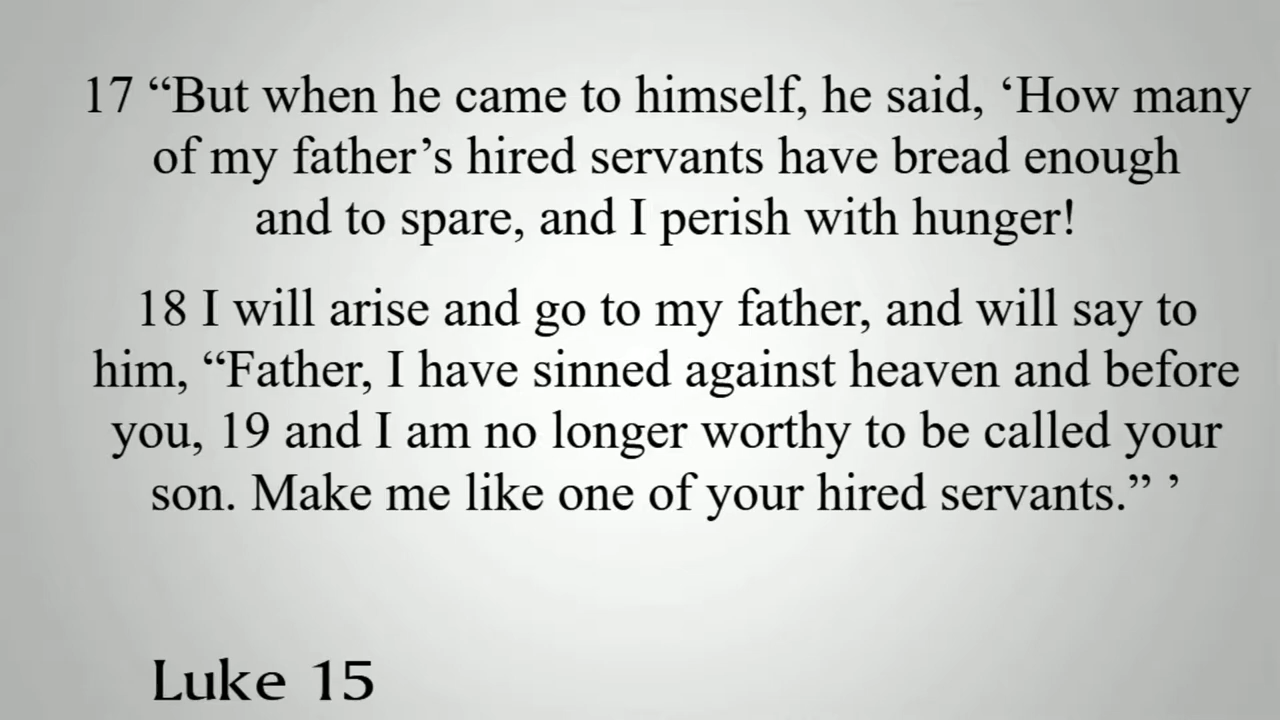 17 “But when he came to himself, he said, ‘How many
of my father’s hired servants have bread enough
and to spare, and I perish with hunger!
18 I will arise and go to my father, and will say to
him, “Father, I have sinned against heaven and before
you, 19 and I am no longer worthy to be called your
son. Make me like one of your hired servants.” ’
Luke 15